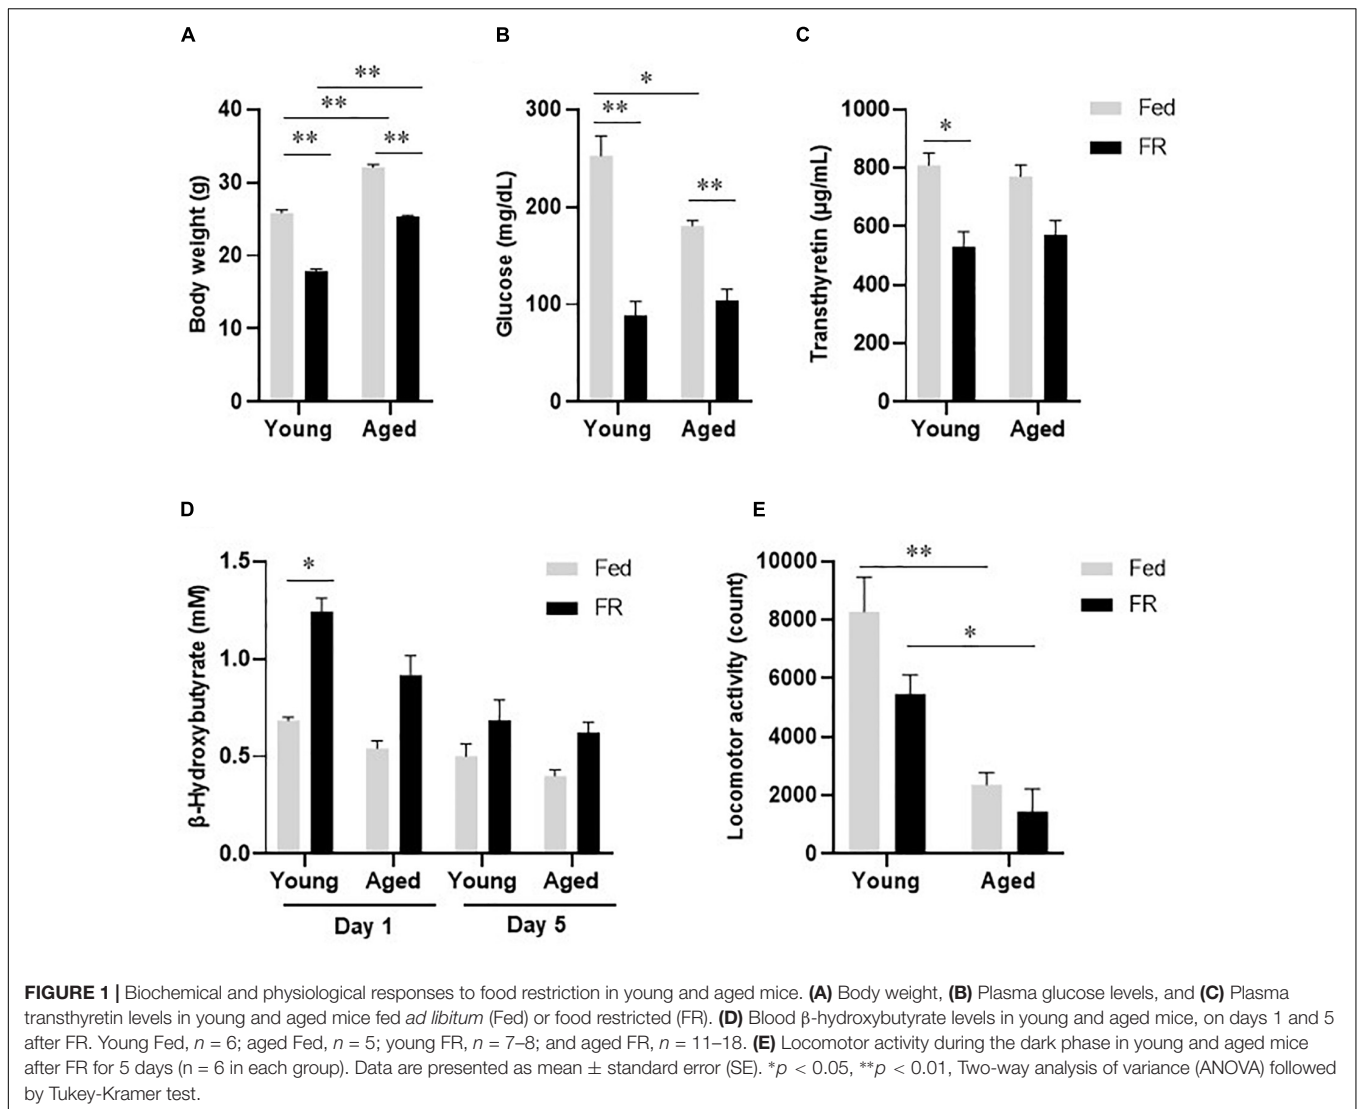 A
B
C
**
**
**
**
40
30
20
10
0
Body weight (g)
Young
Aged
*
**
**
300
200
100
0
Glucose (mg/dL)
Young
Aged
*
1000
800
600
400
200
0
Transthyretin (µg/mL)
Young
Aged
Fed
FR
D
E
*
1.5
1.0
0.5
0.0
β-Hydroxybutyrate (mM)
Fed
FR
Young
Aged
Young
Aged
Day 1
Day 5
**
*
10000
8000
6000
4000
2000
0
Locomotor activity (count)
Young
Aged
Fed
FR
FIGURE 1 | Biochemical and physiological responses to food restriction in young and aged mice. (A) Body weight, (B) Plasma glucose levels, and (C) Plasma
transthyretin levels in young and aged mice fed ad libitum (Fed) or food restricted (FR). (D) Blood β-hydroxybutyrate levels in young and aged mice, on days 1 and 5
after FR. Young Fed, n = 6; aged Fed, n = 5; young FR, n = 7–8; and aged FR, n = 11–18. (E) Locomotor activity during the dark phase in young and aged mice
after FR for 5 days (n = 6 in each group). Data are presented as mean ± standard error (SE). *p < 0.05, **p < 0.01, Two-way analysis of variance (ANOVA) followed
by Tukey-Kramer test.